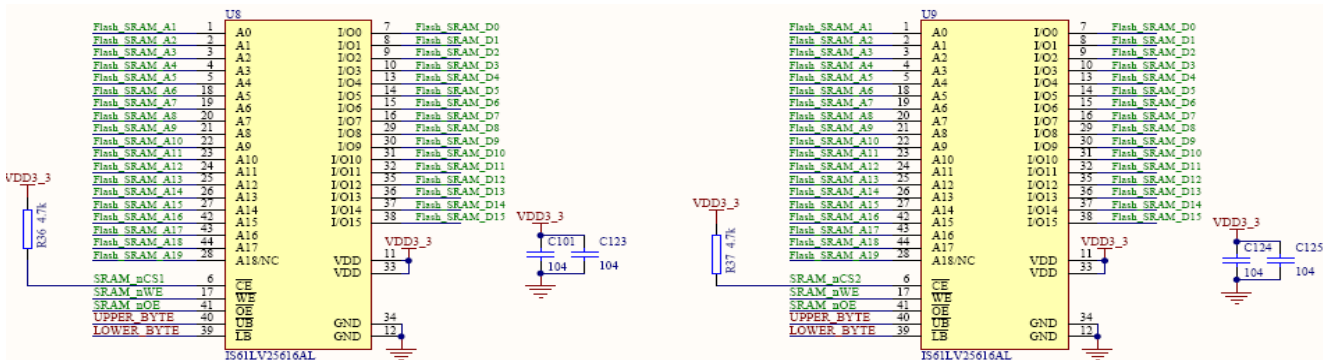 U8
Flash_SRAM_A1 1 A0 I/O0 7 Flash_SRAM_D0
Flash_SRAM_A2 2 A1 I/O1 8 Flash_SRAM_D1
Flash_SRAM_A3 3 A2 I/O2 9 Flash_SRAM_D2
Flash_SRAM_A4 4 A3 I/O3 10 Flash_SRAM_D3
Flash_SRAM_A5 5 A4 I/O4 13 Flash_SRAM_D4
Flash_SRAM_A6 18 A5 I/O5 14 Flash_SRAM_D5
Flash_SRAM_A7 19 A6 I/O6 15 Flash_SRAM_D6
Flash_SRAM_A8 20 A7 I/O7 16 Flash_SRAM_D7
Flash_SRAM_A9 21 A8 I/O8 29 Flash_SRAM_D8
Flash_SRAM_A10 22 A9 I/O9 30 Flash_SRAM_D9
Flash_SRAM_A11 23 A10 I/O10 31 Flash_SRAM_D10
Flash_SRAM_A12 24 A11 I/O11 32 Flash_SRAM_D11
Flash_SRAM_A13 25 A12 I/O12 35 Flash_SRAM_D12
Flash_SRAM_A14 26 A13 I/O13 36 Flash_SRAM_D13
Flash_SRAM_A15 27 A14 I/O14 37 Flash_SRAM_D14
Flash_SRAM_A16 42 A15 I/O15 38 Flash_SRAM_D15
Flash_SRAM_A17 43 A16
Flash_SRAM_A18 44 A17
Flash_SRAM_A19 28 A18/NC VDD 11
VDD 33
SRAM_nCS1 6 CE
SRAM_nWE 17 WE
SRAM_nOE 41 OE
UPPER_BYTE 40 UB GND 34
LOWER_BYTE 39 LB GND 12
IS61LV25616AL
VDD3_3
R36 4.7k
VDD3_3
VDD3_3
C101 C123
104 104
U9
Flash_SRAM_A1 1 A0 I/O0 7 Flash_SRAM_D0
Flash_SRAM_A2 2 A1 I/O1 8 Flash_SRAM_D1
Flash_SRAM_A3 3 A2 I/O2 9 Flash_SRAM_D2
Flash_SRAM_A4 4 A3 I/O3 10 Flash_SRAM_D3
Flash_SRAM_A5 5 A4 I/O4 13 Flash_SRAM_D4
Flash_SRAM_A6 18 A5 I/O5 14 Flash_SRAM_D5
Flash_SRAM_A7 19 A6 I/O6 15 Flash_SRAM_D6
Flash_SRAM_A8 20 A7 I/O7 16 Flash_SRAM_D7
Flash_SRAM_A9 21 A8 I/O8 29 Flash_SRAM_D8
Flash_SRAM_A10 22 A9 I/O9 30 Flash_SRAM_D9
Flash_SRAM_A11 23 A10 I/O10 31 Flash_SRAM_D10
Flash_SRAM_A12 24 A11 I/O11 32 Flash_SRAM_D11
Flash_SRAM_A13 25 A12 I/O12 35 Flash_SRAM_D12
Flash_SRAM_A14 26 A13 I/O13 36 Flash_SRAM_D13
Flash_SRAM_A15 27 A14 I/O14 37 Flash_SRAM_D14
Flash_SRAM_A16 42 A15 I/O15 38 Flash_SRAM_D15
Flash_SRAM_A17 43 A16
Flash_SRAM_A18 44 A17
Flash_SRAM_A19 28 A18/NC VDD 11
VDD 33
SRAM_nCS2 6 CE
SRAM_nWE 17 WE
SRAM_nOE 41 OE
UPPER_BYTE 40 UB GND 34
LOWER_BYTE 39 LB GND 12
IS61LV25616AL
VDD3_3
R37 4.7k
VDD3_3
VDD3_3
C124 C125
104 104